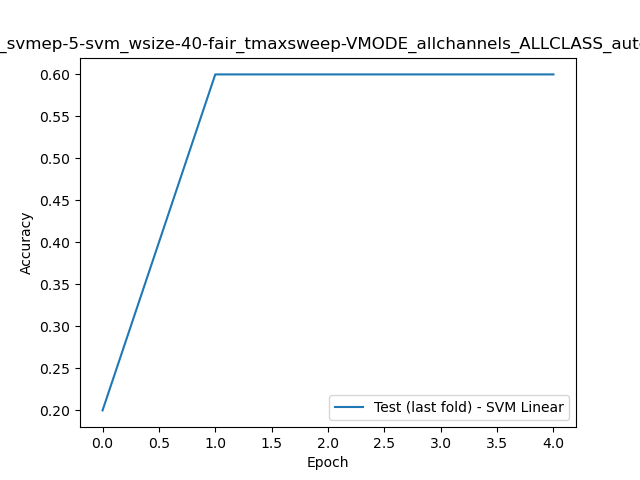 _svmep-5-svm_wsize-40-fair_tmaxsweep-VMODE_allchannels_ALLCLASS_aut
Accuracy
0.60
0.55
0.50
0.45
0.40
0.35
0.30
0.25
0.20
Test (last fold) - SVM Linear
0.0 0.5 1.0 1.5 2.0 2.5 3.0 3.5 4.0
Epoch